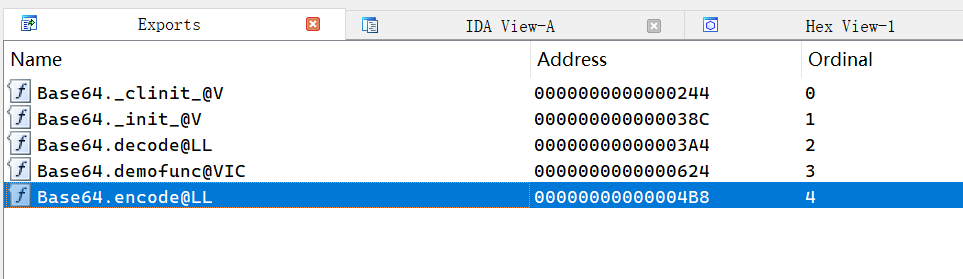 Exports IDA View-A Hex View-1
Name Address Ordinal
f Base64._clinit_@V 0000000000000244 0
f Base64._init_@V 000000000000038C 1
f Base64.decode@LL 00000000000003A4 2
f Base64.demofunc@VIC 0000000000000624 3
f Base64.encode@LL 00000000000004B8 4